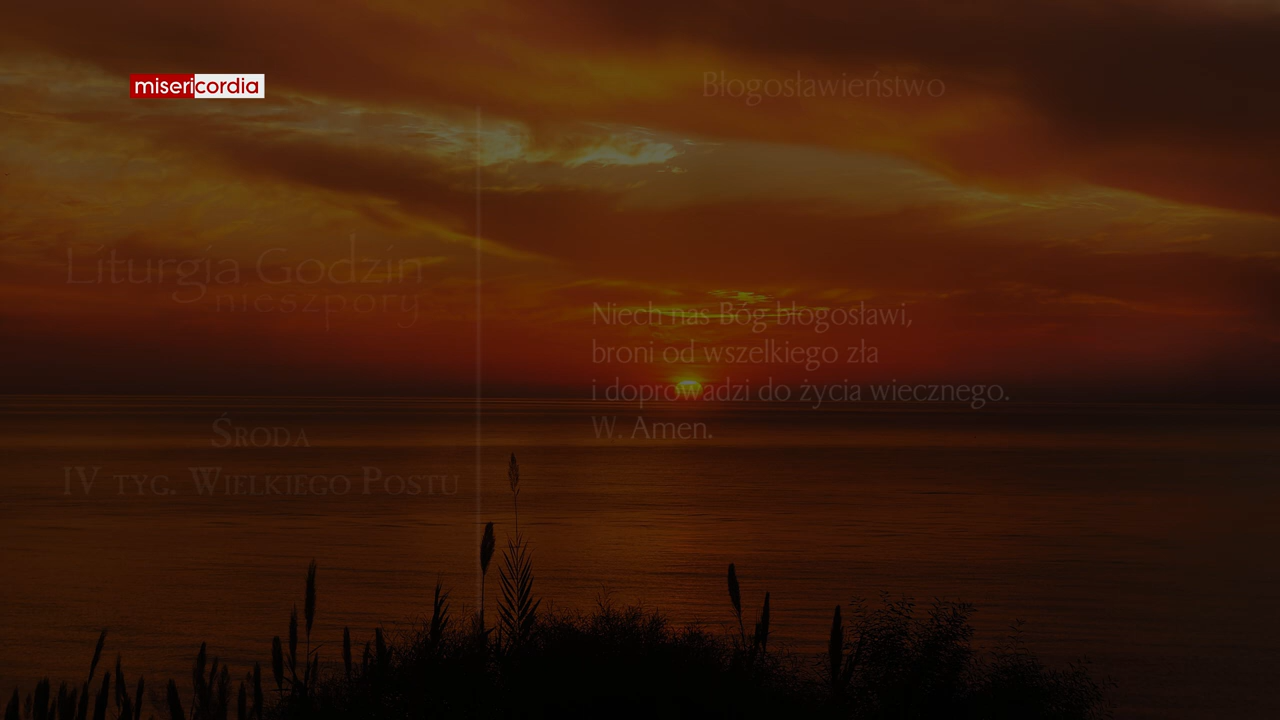 misericordia
Błogosławieństwo
Liturgia Godzin
nieszpory
Niech nas Bóg błogosławi,
broni od wszelkiego zła
i doprowadzi do życia wiecznego.
W. Amen.
Środa
IV tyg. Wielkiego Postu